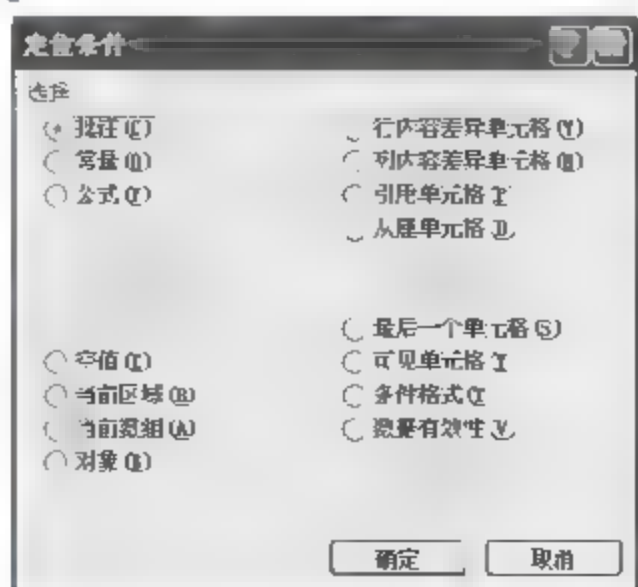 定位条件
选择
批注(C)
常量(O)
公式(F)
空值(K)
当前区域(R)
当前数组(A)
对象(B)
行内容差异单元格(W)
列内容差异单元格(M)
引用单元格(P)
从属单元格(D)
最后一个单元格(S)
可见单元格(Y)
条件格式(T)
数据有效性(V)
确定
取消